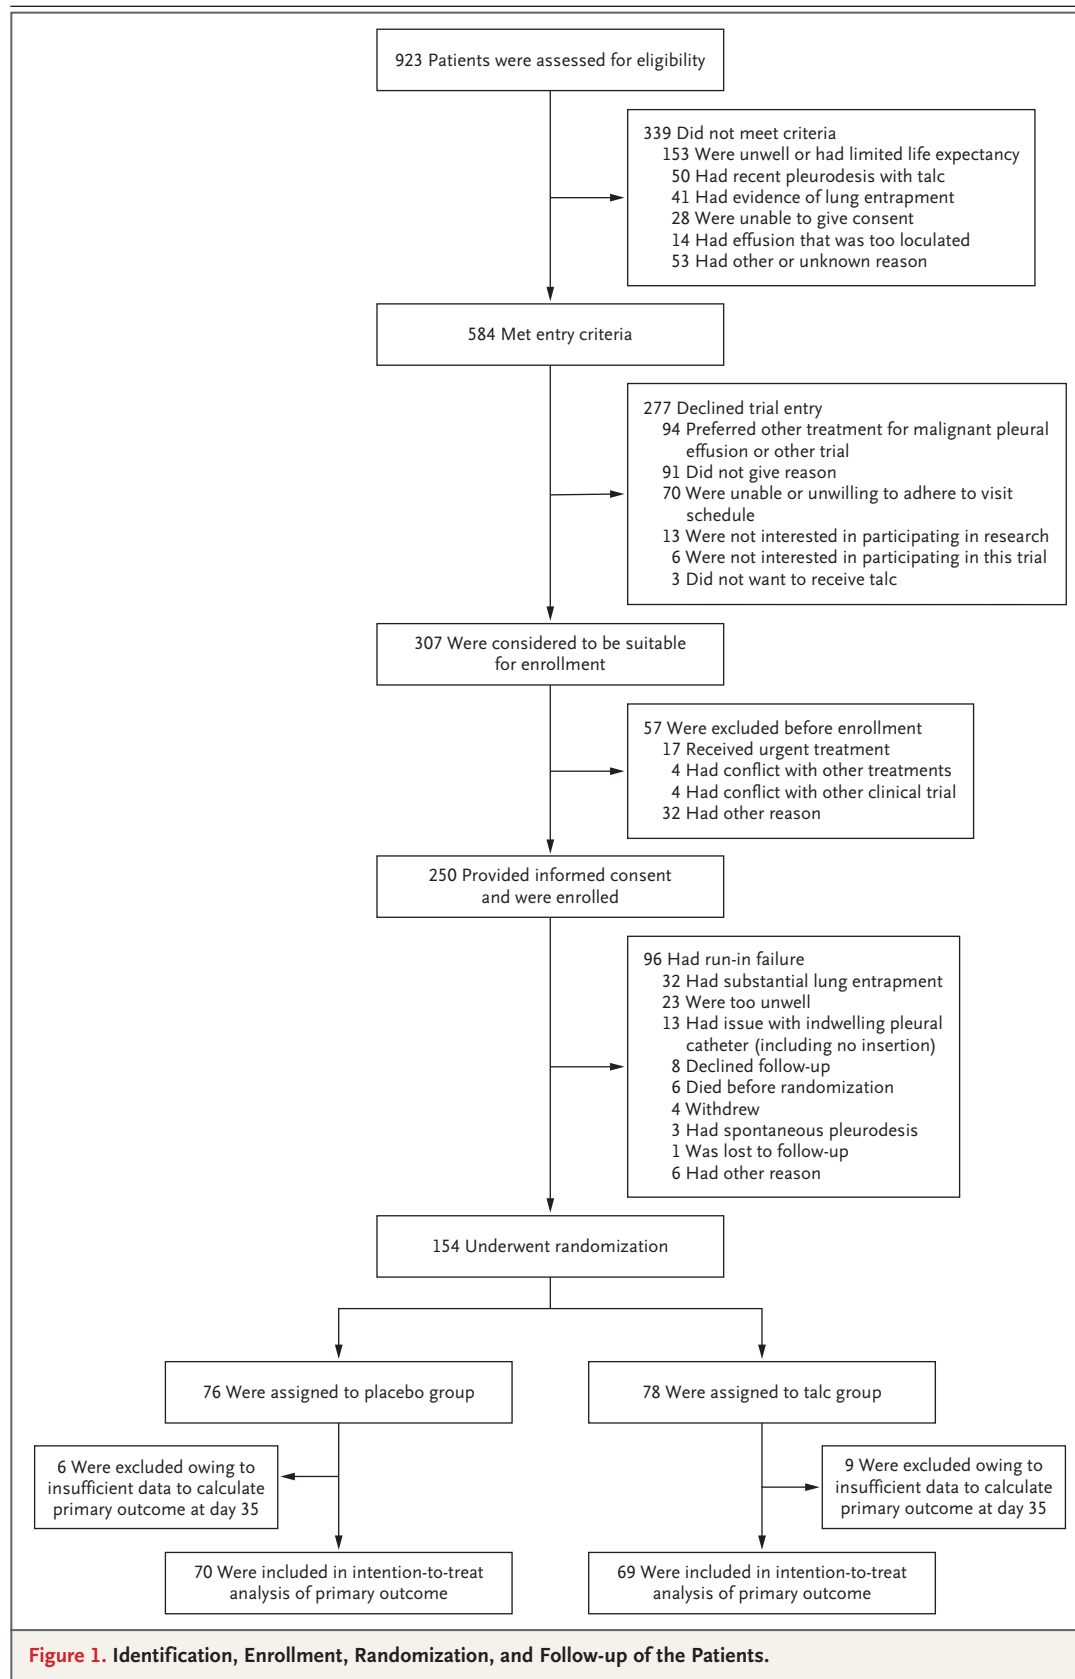 923 Patients were assessed for eligibility
339 Did not meet criteria
153 Were unwell or had limited life expectancy
50 Had recent pleurodesis with talc
41 Had evidence of lung entrapment
28 Were unable to give consent
14 Had effusion that was too loculated
53 Had other or unknown reason
584 Met entry criteria
277 Declined trial entry
94 Preferred other treatment for malignant pleural
effusion or other trial
91 Did not give reason
70 Were unable or unwilling to adhere to visit
schedule
13 Were not interested in participating in research
6 Were not interested in participating in this trial
3 Did not want to receive talc
307 Were considered to be suitable
for enrollment
57 Were excluded before enrollment
17 Received urgent treatment
4 Had conflict with other treatments
4 Had conflict with other clinical trial
32 Had other reason
250 Provided informed consent
and were enrolled
96 Had run-in failure
32 Had substantial lung entrapment
23 Were too unwell
13 Had issue with indwelling pleural
catheter (including no insertion)
8 Declined follow-up
6 Died before randomization
4 Withdrew
3 Had spontaneous pleurodesis
1 Was lost to follow-up
6 Had other reason
154 Underwent randomization
76 Were assigned to placebo group
78 Were assigned to talc group
6 Were excluded owing to
insufficient data to calculate
primary outcome at day 35
9 Were excluded owing to
insufficient data to calculate
primary outcome at day 35
70 Were included in intention-to-treat
analysis of primary outcome
69 Were included in intention-to-treat
analysis of primary outcome
Figure 1. Identification, Enrollment, Randomization, and Follow-up of the Patients.